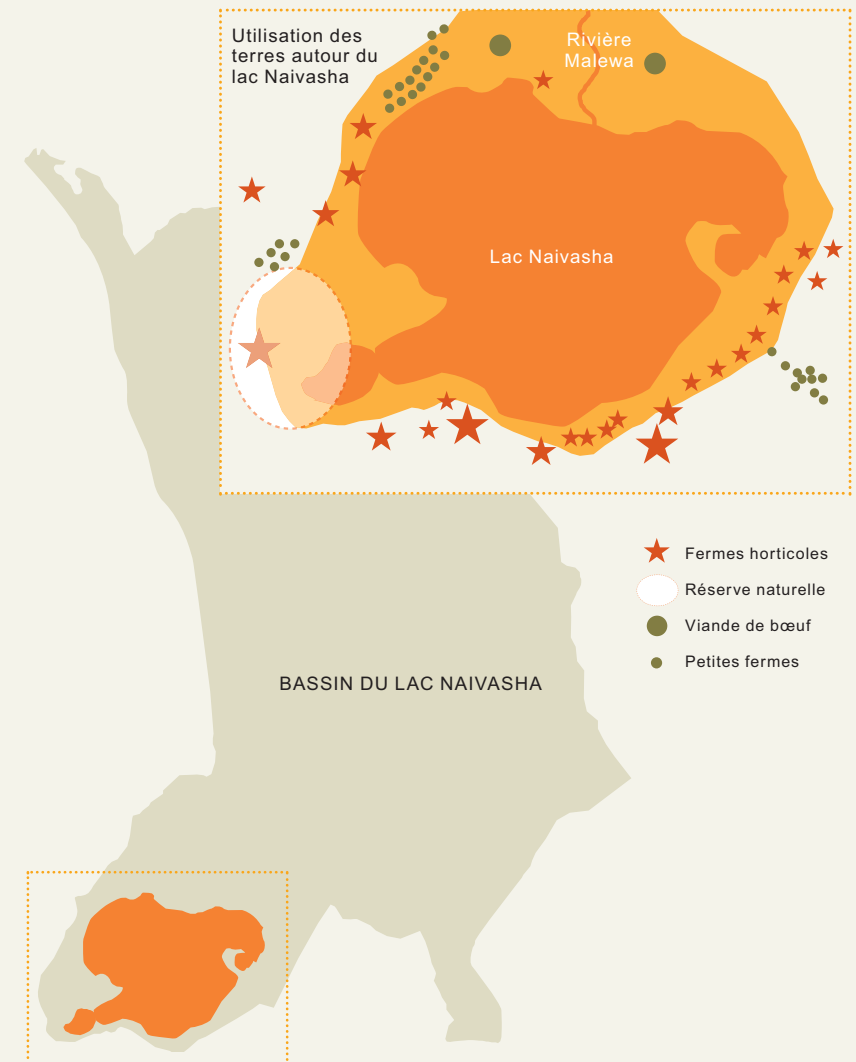 Utilisation des
terres autour du
lac Naivasha
Rivière
Malewa
Lac Naivasha
Fermes horticoles
Réserve naturelle
Viande de bœuf
Petites fermes
BASSIN DU LAC NAIVASHA